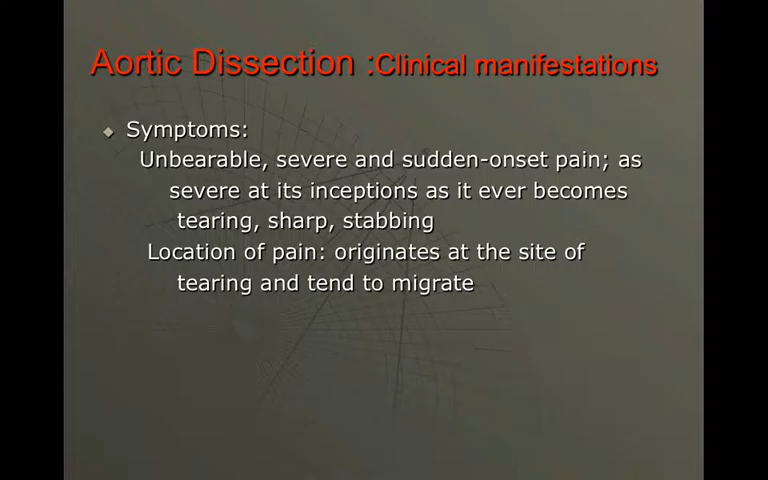 Aortic Dissection :Clinical manifestations
Symptoms:
Unbearable, severe and sudden-onset pain; as
severe at its inceptions as it ever becomes
tearing, sharp, stabbing
Location of pain: originates at the site of
tearing and tend to migrate